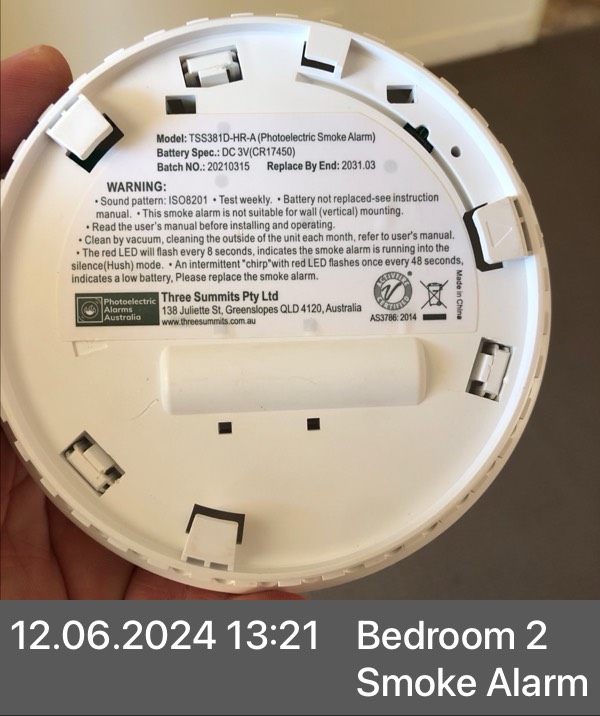 Model: TSS381D-HR-A (Photoelectric Smoke Alarm)
Battery Spec.: DC 3V(CR17450)
Batch NO.: 20210315 Replace By End: 2031.03
WARNING:
• Sound pattern: ISO8201 • Test weekly. • Battery not replaced-see instruction
manual. • This smoke alarm is not suitable for wall (vertical) mounting.
• Read the user's manual before installing and operating.
• Clean by vacuum, cleaning the outside of the unit each month, refer to user's manual.
• The red LED will flash every 8 seconds, indicates the smoke alarm is running into the
silence(Hush) mode. • An intermittent "chirp"with red LED flashes once every 48 seconds,
indicates a low battery, Please replace the smoke alarm.
Photoelectric
Alarms
Australia
Three Summits Pty Ltd
138 Juliette St, Greenslopes QLD 4120, Australia
www.threesummits.com.au
AS3786: 2014
Made in China
12.06.2024 13:21
Bedroom 2
Smoke Alarm